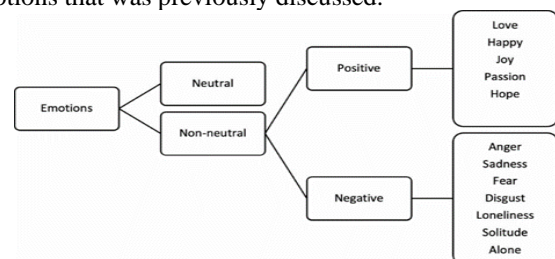 otions that was previously discussed.
Emotions
Neutral
Non-neutral
Positive
Negative
Love
Happy
Joy
Passion
Hope
Anger
Sadness
Fear
Disgust
Loneliness
Solitude
Alone